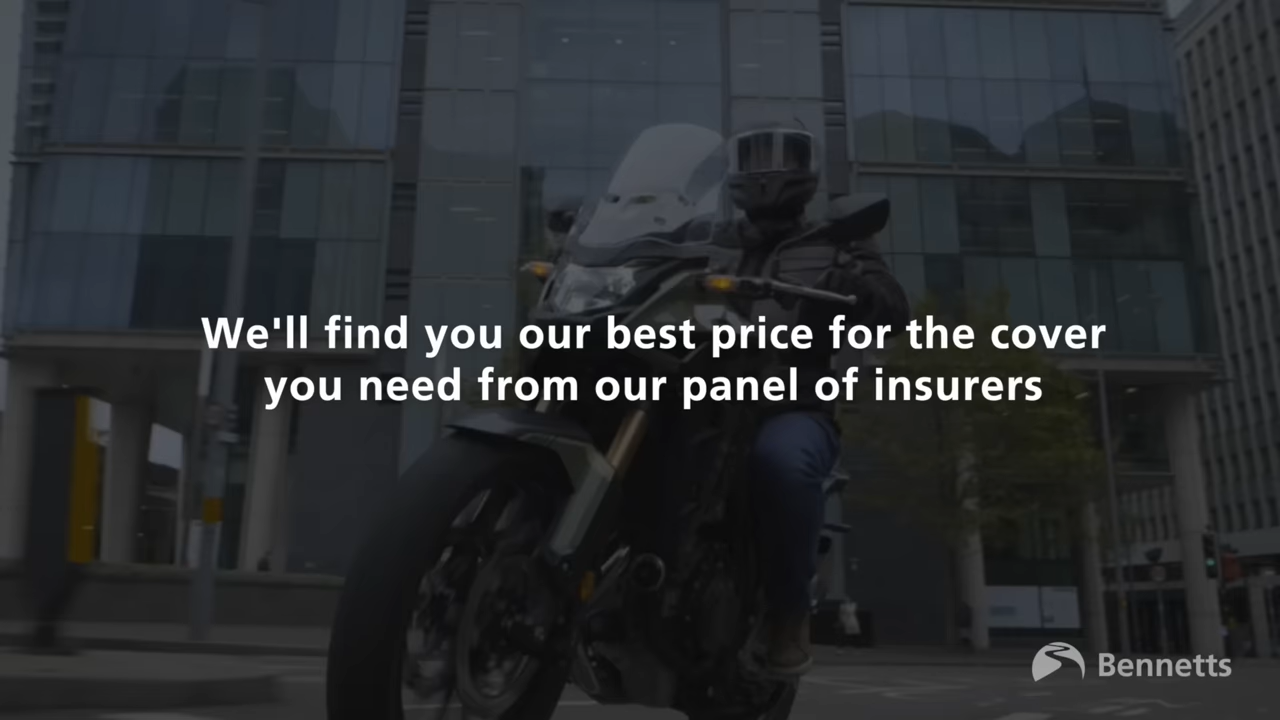 We'll find you our best price for the cover
you need from our panel of insurers
Bennetts